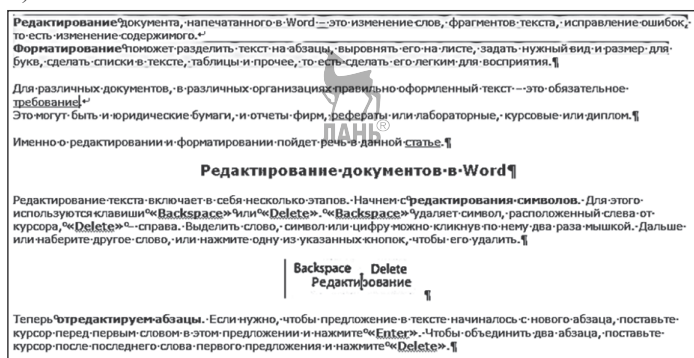 Редактирование документа, напечатанного в Word – это изменение слов, фрагментов текста, исправление ошибок,
то есть изменение содержимого.↵
Форматирование поможет разделить текст на абзацы, выровнять его на листе, задать нужный вид и размер для
букв, сделать списки в тексте, таблицы и прочее, то есть сделать его легким для восприятия.¶
Для различных документов, в различных организациях правильно оформленный текст – это обязательное
требование.↵
Это могут быть и юридические бумаги, и отчеты фирм, рефераты или лабораторные, курсовые или диплом.¶
ЛАНЬ®
Именно о редактировании и форматировании пойдет речь в данной статье.¶
Редактирование документов в Word¶
Редактирование текста включает в себя несколько этапов. Начнем с редактирования символов. Для этого
используются клавиши «Backspace» или «Delete». «Backspace» удаляет символ, расположенный слева от
курсора, «Delete» – справа. Выделить слово, символ или цифру можно кликнув по нему два раза мышкой. Дальше
или наберите другое слово, или нажмите одну из указанных кнопок, чтобы его удалить.¶
Backspace Delete
Редактирование
¶
Теперь отредактируем абзацы. Если нужно, чтобы предложение в тексте начиналось с нового абзаца, поставьте
курсор перед первым словом в этом предложении и нажмите «Enter». Чтобы объединить два абзаца, поставьте
курсор после последнего слова первого предложения и нажмите «Delete».¶